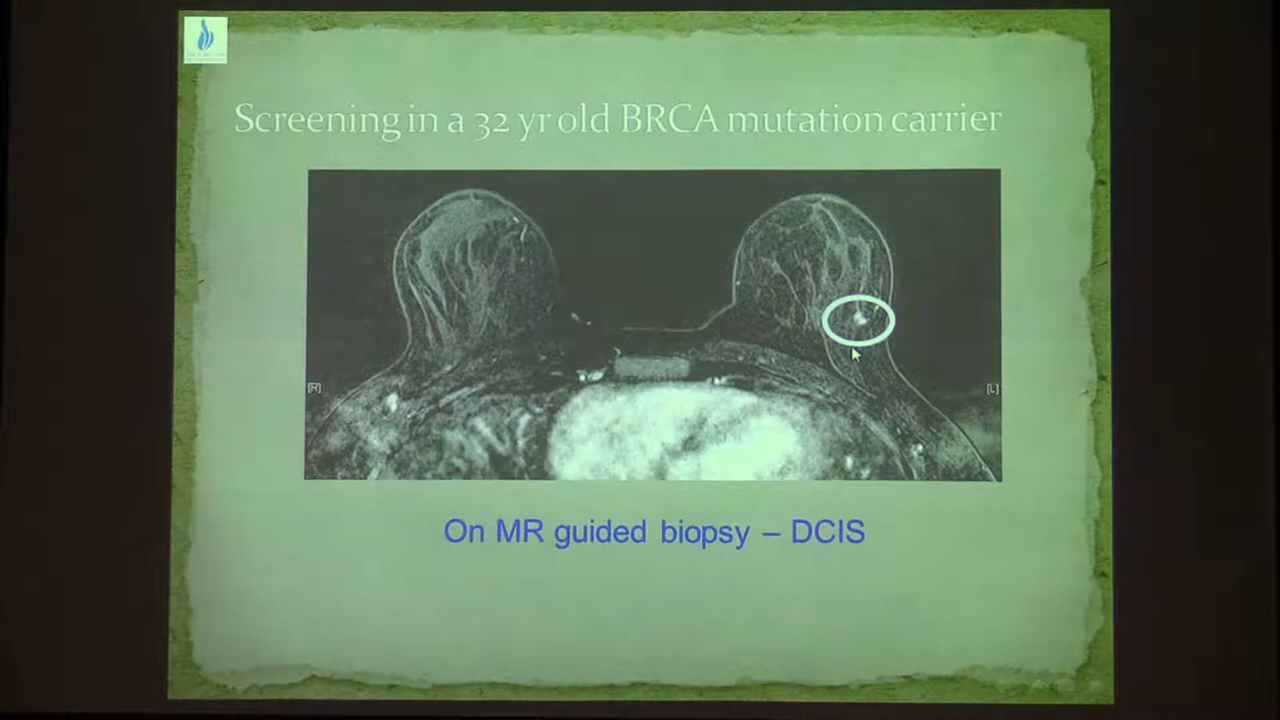 Screening in a 32 yr old BRCA mutation carrier
[R]
[L]
On MR guided biopsy – DCIS